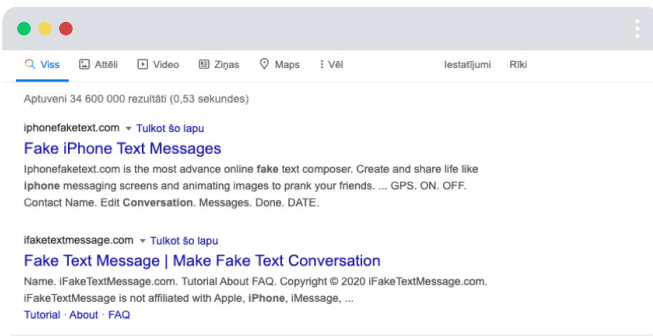 Viss Attēli Video Ziņas Maps Vēl Iestatījumi Rīki
Aptuveni 34 600 000 rezultāti (0,53 sekundes)
iphonefaketext.com Tulkot šo lapu
Fake iPhone Text Messages
Iphonefaketext.com is the most advance online fake text composer. Create and share life like
Iphone messaging screens and animating images to prank your friends. ... GPS. ON. OFF.
Contact Name. Edit Conversation. Messages. Done. DATE.
ifaketextmessage.com Tulkot šo lapu
Fake Text Message | Make Fake Text Conversation
Name. iFakeTextMessage.com. Tutorial About FAQ. Copyright © 2020 iFakeTextMessage.com.
iFakeTextMessage is not affiliated with Apple, iPhone, iMessage, ...
Tutorial · About · FAQ